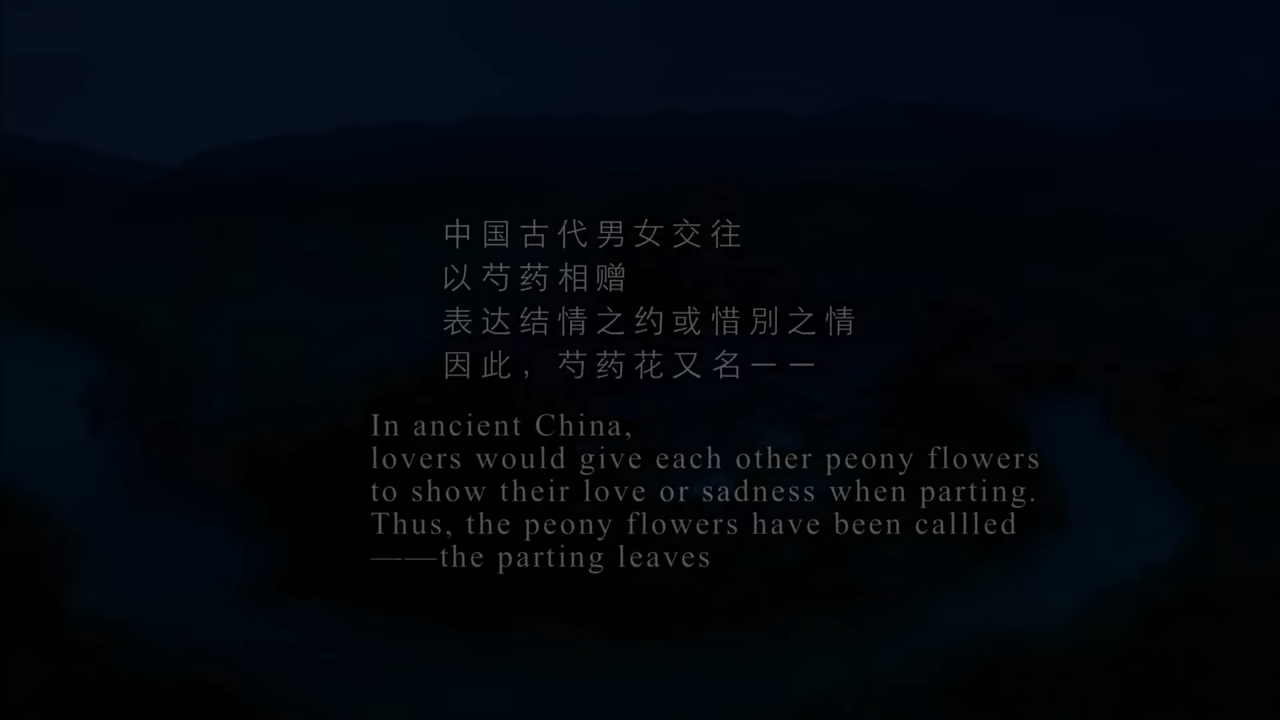 中国古代男女交往
以芍药相赠
表达结情之约或惜别之情
因此，芍药花又名——
In ancient China,
lovers would give each other peony flowers
to show their love or sadness when parting.
Thus, the peony flowers have been callled
——the parting leaves